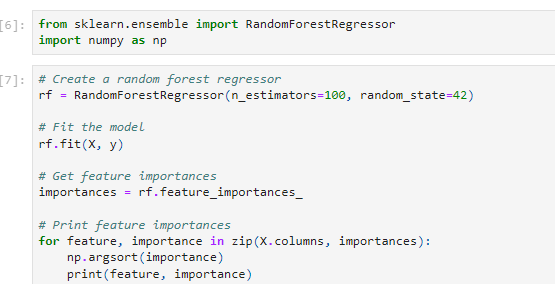 [6]: from sklearn.ensemble import RandomForestRegressor
import numpy as np
[7]: # Create a random forest regressor
rf = RandomForestRegressor(n_estimators=100, random_state=42)
# Fit the model
rf.fit(X, y)
# Get feature importances
importances = rf.feature_importances_
# Print feature importances
for feature, importance in zip(X.columns, importances):
    np.argsort(importance)
    print(feature, importance)